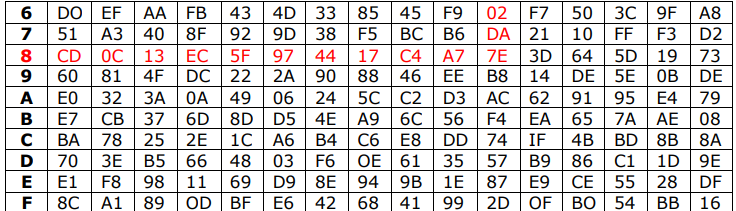 6 DO EF AA FB 43 4D 33 85 45 F9 02 F7 50 3C 9F A8
7 51 A3 40 8F 92 9D 38 F5 BC B6 DA 21 10 FF F3 D2
8 CD 0C 13 EC 5F 97 44 17 C4 A7 7E 3D 64 5D 19 73
9 60 81 4F DC 22 2A 90 88 46 EE B8 14 DE 5E 0B DE
A E0 32 3A 0A 49 06 24 5C C2 D3 AC 62 91 95 E4 79
B E7 CB 37 6D 8D D5 4E A9 6C 56 F4 EA 65 7A AE 08
C BA 78 25 2E 1C A6 B4 C6 E8 DD 74 IF 4B BD 8B 8A
D 70 3E B5 66 48 03 F6 OE 61 35 57 B9 86 C1 1D 9E
E E1 F8 98 11 69 D9 8E 94 9B 1E 87 E9 CE 55 28 DF
F 8C A1 89 OD BF E6 42 68 41 99 2D OF BO 54 BB 16